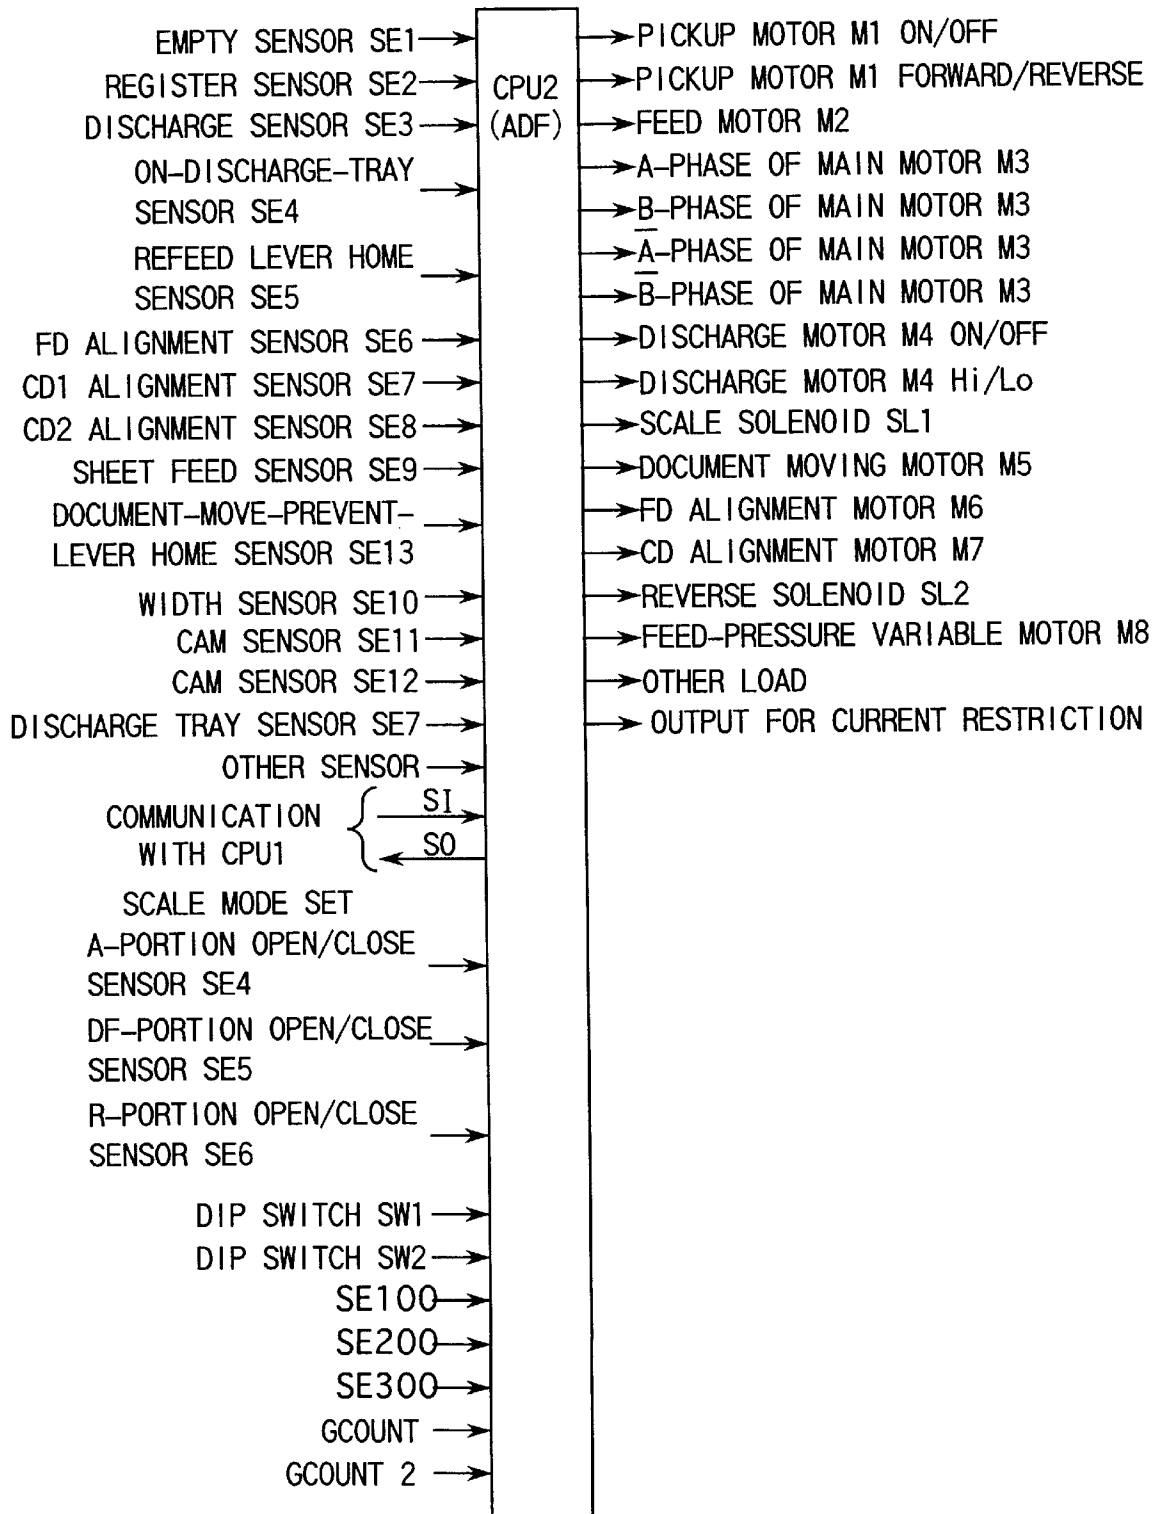 EMPTY SENSOR SE1
REGISTER SENSOR SE2
DISCHARGE SENSOR SE3
ON-DISCHARGE-TRAY
SENSOR SE4
REFEED LEVER HOME
SENSOR SE5
FD ALIGNMENT SENSOR SE6
CD1 ALIGNMENT SENSOR SE7
CD2 ALIGNMENT SENSOR SE8
SHEET FEED SENSOR SE9
DOCUMENT-MOVE-PREVENT-
LEVER HOME SENSOR SE13
WIDTH SENSOR SE10
CAM SENSOR SE11
CAM SENSOR SE12
DISCHARGE TRAY SENSOR SE7
OTHER SENSOR
COMMUNICATION
WITH CPU1
SI
SO
SCALE MODE SET
A-PORTION OPEN/CLOSE
SENSOR SE4
DF-PORTION OPEN/CLOSE
SENSOR SE5
R-PORTION OPEN/CLOSE
SENSOR SE6
DIP SWITCH SW1
DIP SWITCH SW2
SE100
SE200
SE300
GCOUNT
GCOUNT 2
CPU2
(ADF)
PICKUP MOTOR M1 ON/OFF
PICKUP MOTOR M1 FORWARD/REVERSE
FEED MOTOR M2
A-PHASE OF MAIN MOTOR M3
B-PHASE OF MAIN MOTOR M3
A̅-PHASE OF MAIN MOTOR M3
B̅-PHASE OF MAIN MOTOR M3
DISCHARGE MOTOR M4 ON/OFF
DISCHARGE MOTOR M4 Hi/Lo
SCALE SOLENOID SL1
DOCUMENT MOVING MOTOR M5
FD ALIGNMENT MOTOR M6
CD ALIGNMENT MOTOR M7
REVERSE SOLENOID SL2
FEED-PRESSURE VARIABLE MOTOR M8
OTHER LOAD
OUTPUT FOR CURRENT RESTRICTION